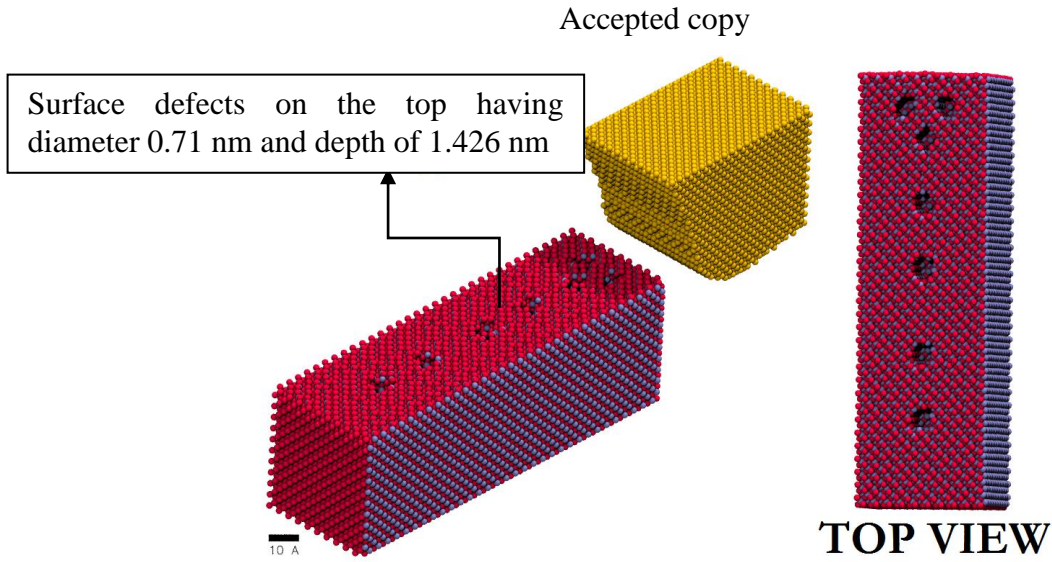 Accepted copy
Surface defects on the top having
diameter 0.71 nm and depth of 1.426 nm
10 A
TOP VIEW